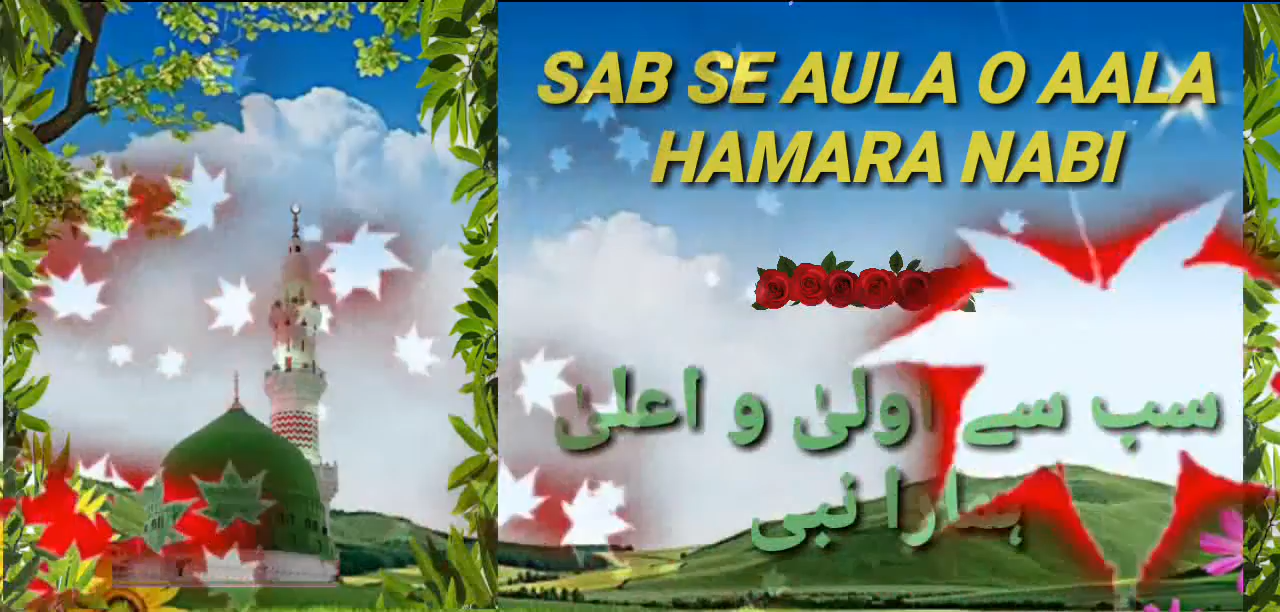 SAB SE AULA O AALA
HAMARA NABI
سب سے اولیٰ و اعلیٰ
ہمارا نبی